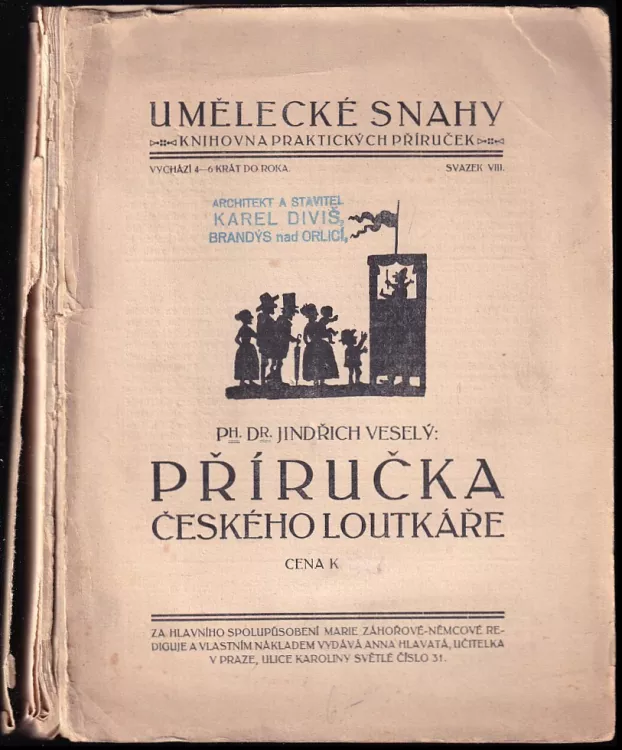 UMĚLECKÉ SNAHY
KNIHOVNA PRAKTICKÝCH PŘÍRUČEK
VYCHÁZÍ 4—6 KRÁT DO ROKA. SVAZEK VIII.
ARCHITEKT A STAVITEL
KAREL DIVIŠ,
BRANDÝS nad ORLICÍ,
PH. DR. JINDŘICH VESELÝ:
PŘÍRUČKA
ČESKÉHO LOUTKÁŘE
CENA K
ZA HLAVNÍHO SPOLUPŮSOBENÍ MARIE ZÁHOŘOVÉ-NĚMCOVÉ RE-
DIGUJE A VLASTNÍM NÁKLADEM VYDÁVÁ ANNA HLAVATÁ, UČITELKA
V PRAZE, ULICE KAROLINY SVĚTLÉ ČÍSLO 31.